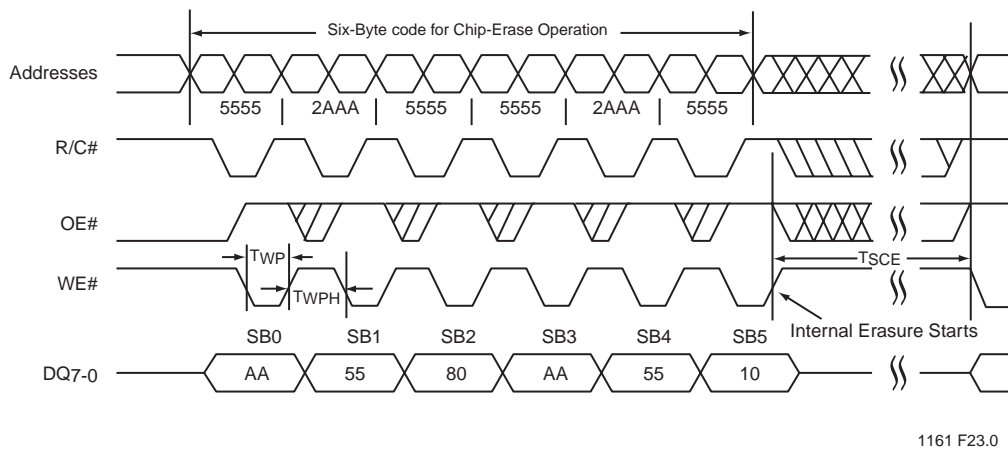 Six-Byte code for Chip-Erase Operation
Addresses
5555 2AAA 5555 5555 2AAA 5555
R/C#
OE#
TWP
TSCE
WE#
TWPH
Internal Erasure Starts
SB0 SB1 SB2 SB3 SB4 SB5
DQ7-0
AA 55 80 AA 55 10
1161 F23.0